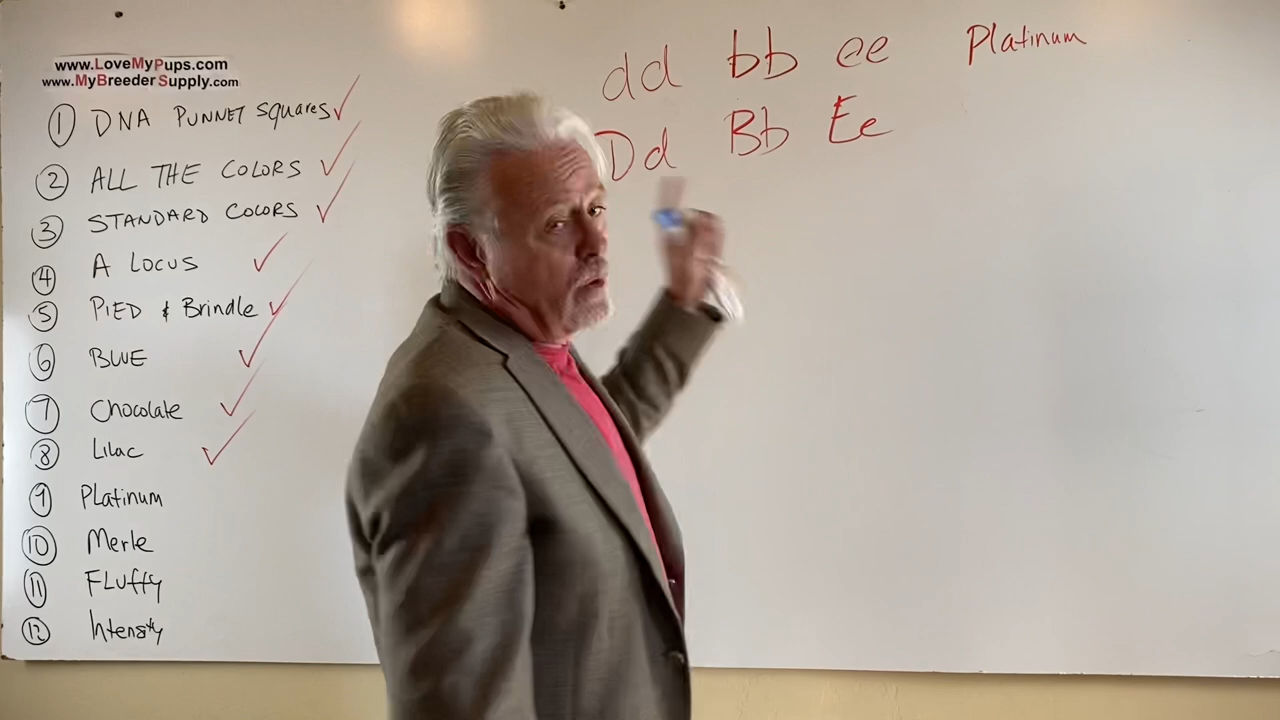 www.LoveMyPups.com
www.MyBreederSupply.com
① DNA PUNNET SQUARES ✓
② ALL THE COLORS ✓
③ STANDARD COLORS ✓
④ A LOCUS ✓
⑤ PIED & Brindle ✓
⑥ BLUE ✓
⑦ Chocolate ✓
⑧ Lilac ✓
⑨ Platinum
⑩ Merle
⑪ FLuffy
⑫ Intensity
dd bb ee Platinum
Dd Bb Ee